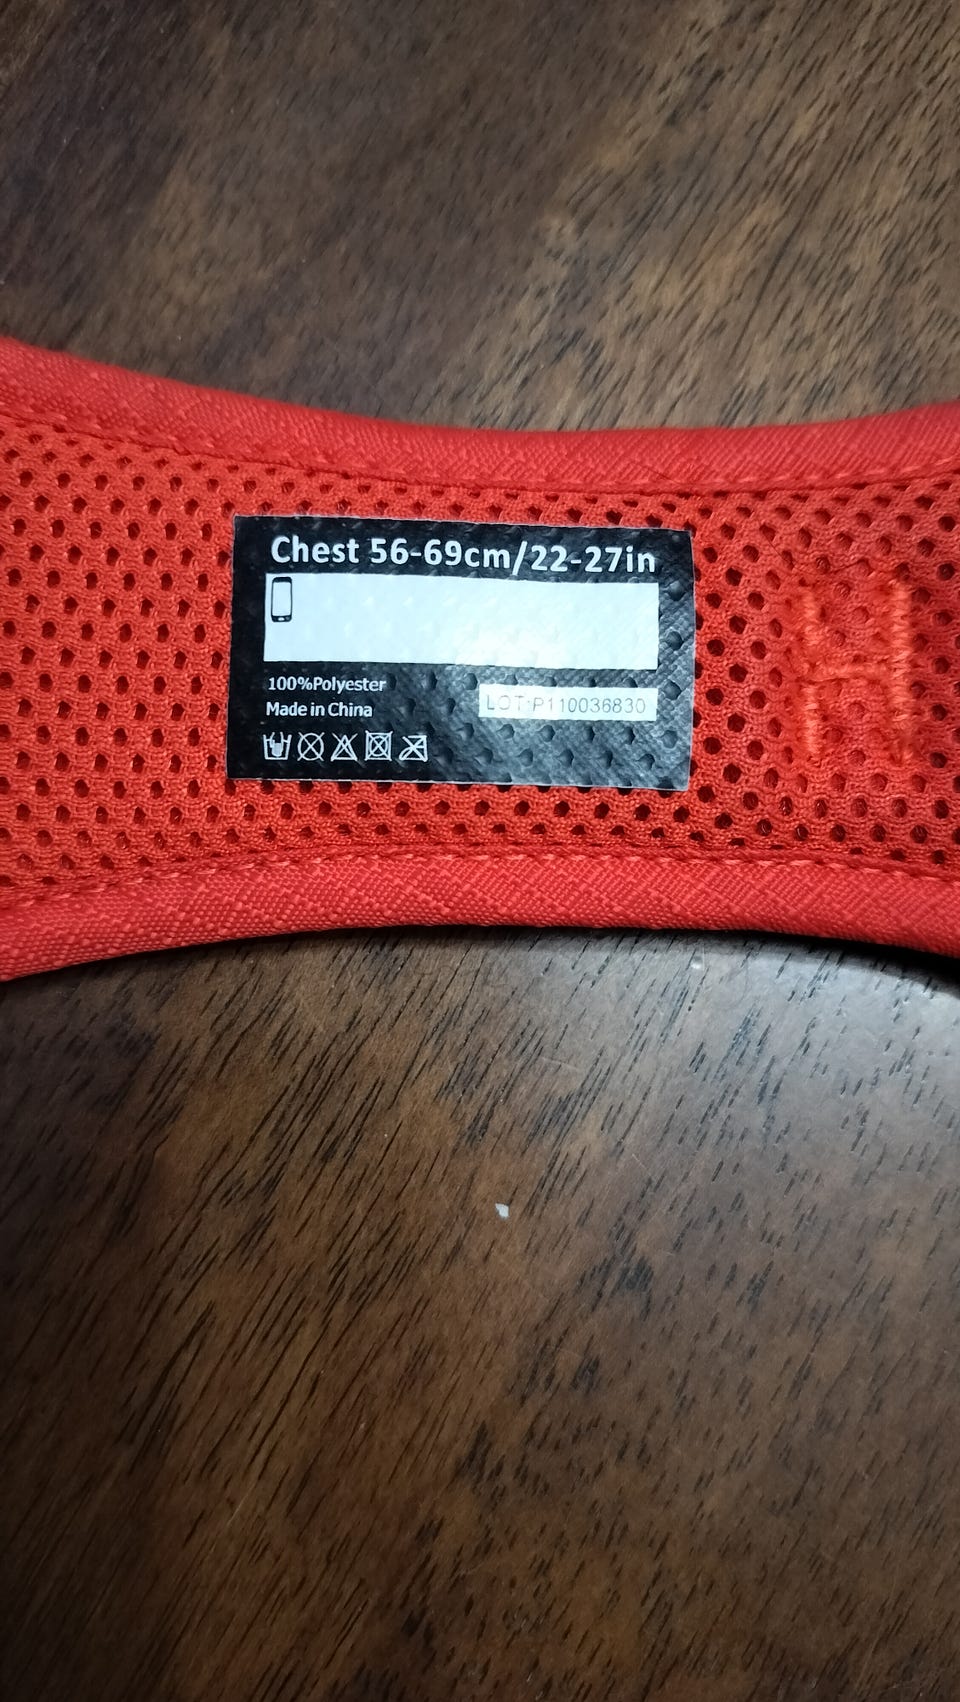 Chest 56-69cm/22-27in
100%Polyester
Made in China
LOT:P110036830